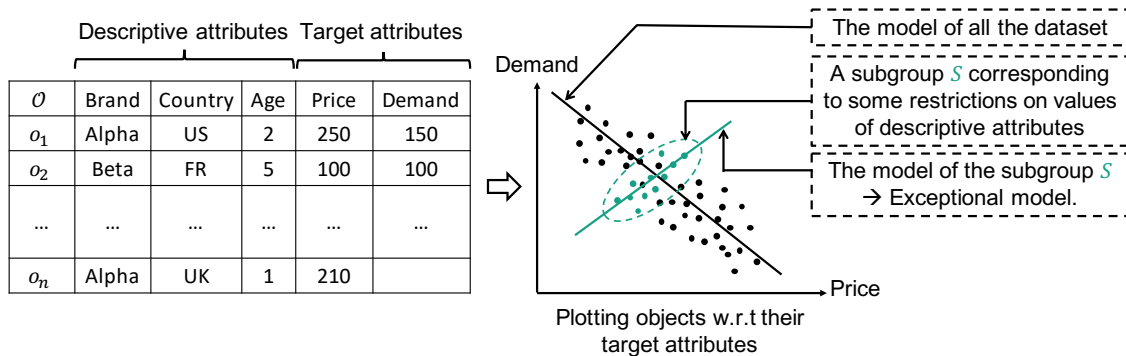 Descriptive attributes Target attributes
𝒪 Brand Country Age Price Demand
o₁ Alpha US 2 250 150
o₂ Beta FR 5 100 100
... ... ... ... ... ...
oₙ Alpha UK 1 210
Demand
Price
Plotting objects w.r.t their
target attributes
The model of all the dataset
A subgroup S corresponding
to some restrictions on values
of descriptive attributes
The model of the subgroup S
→ Exceptional model.